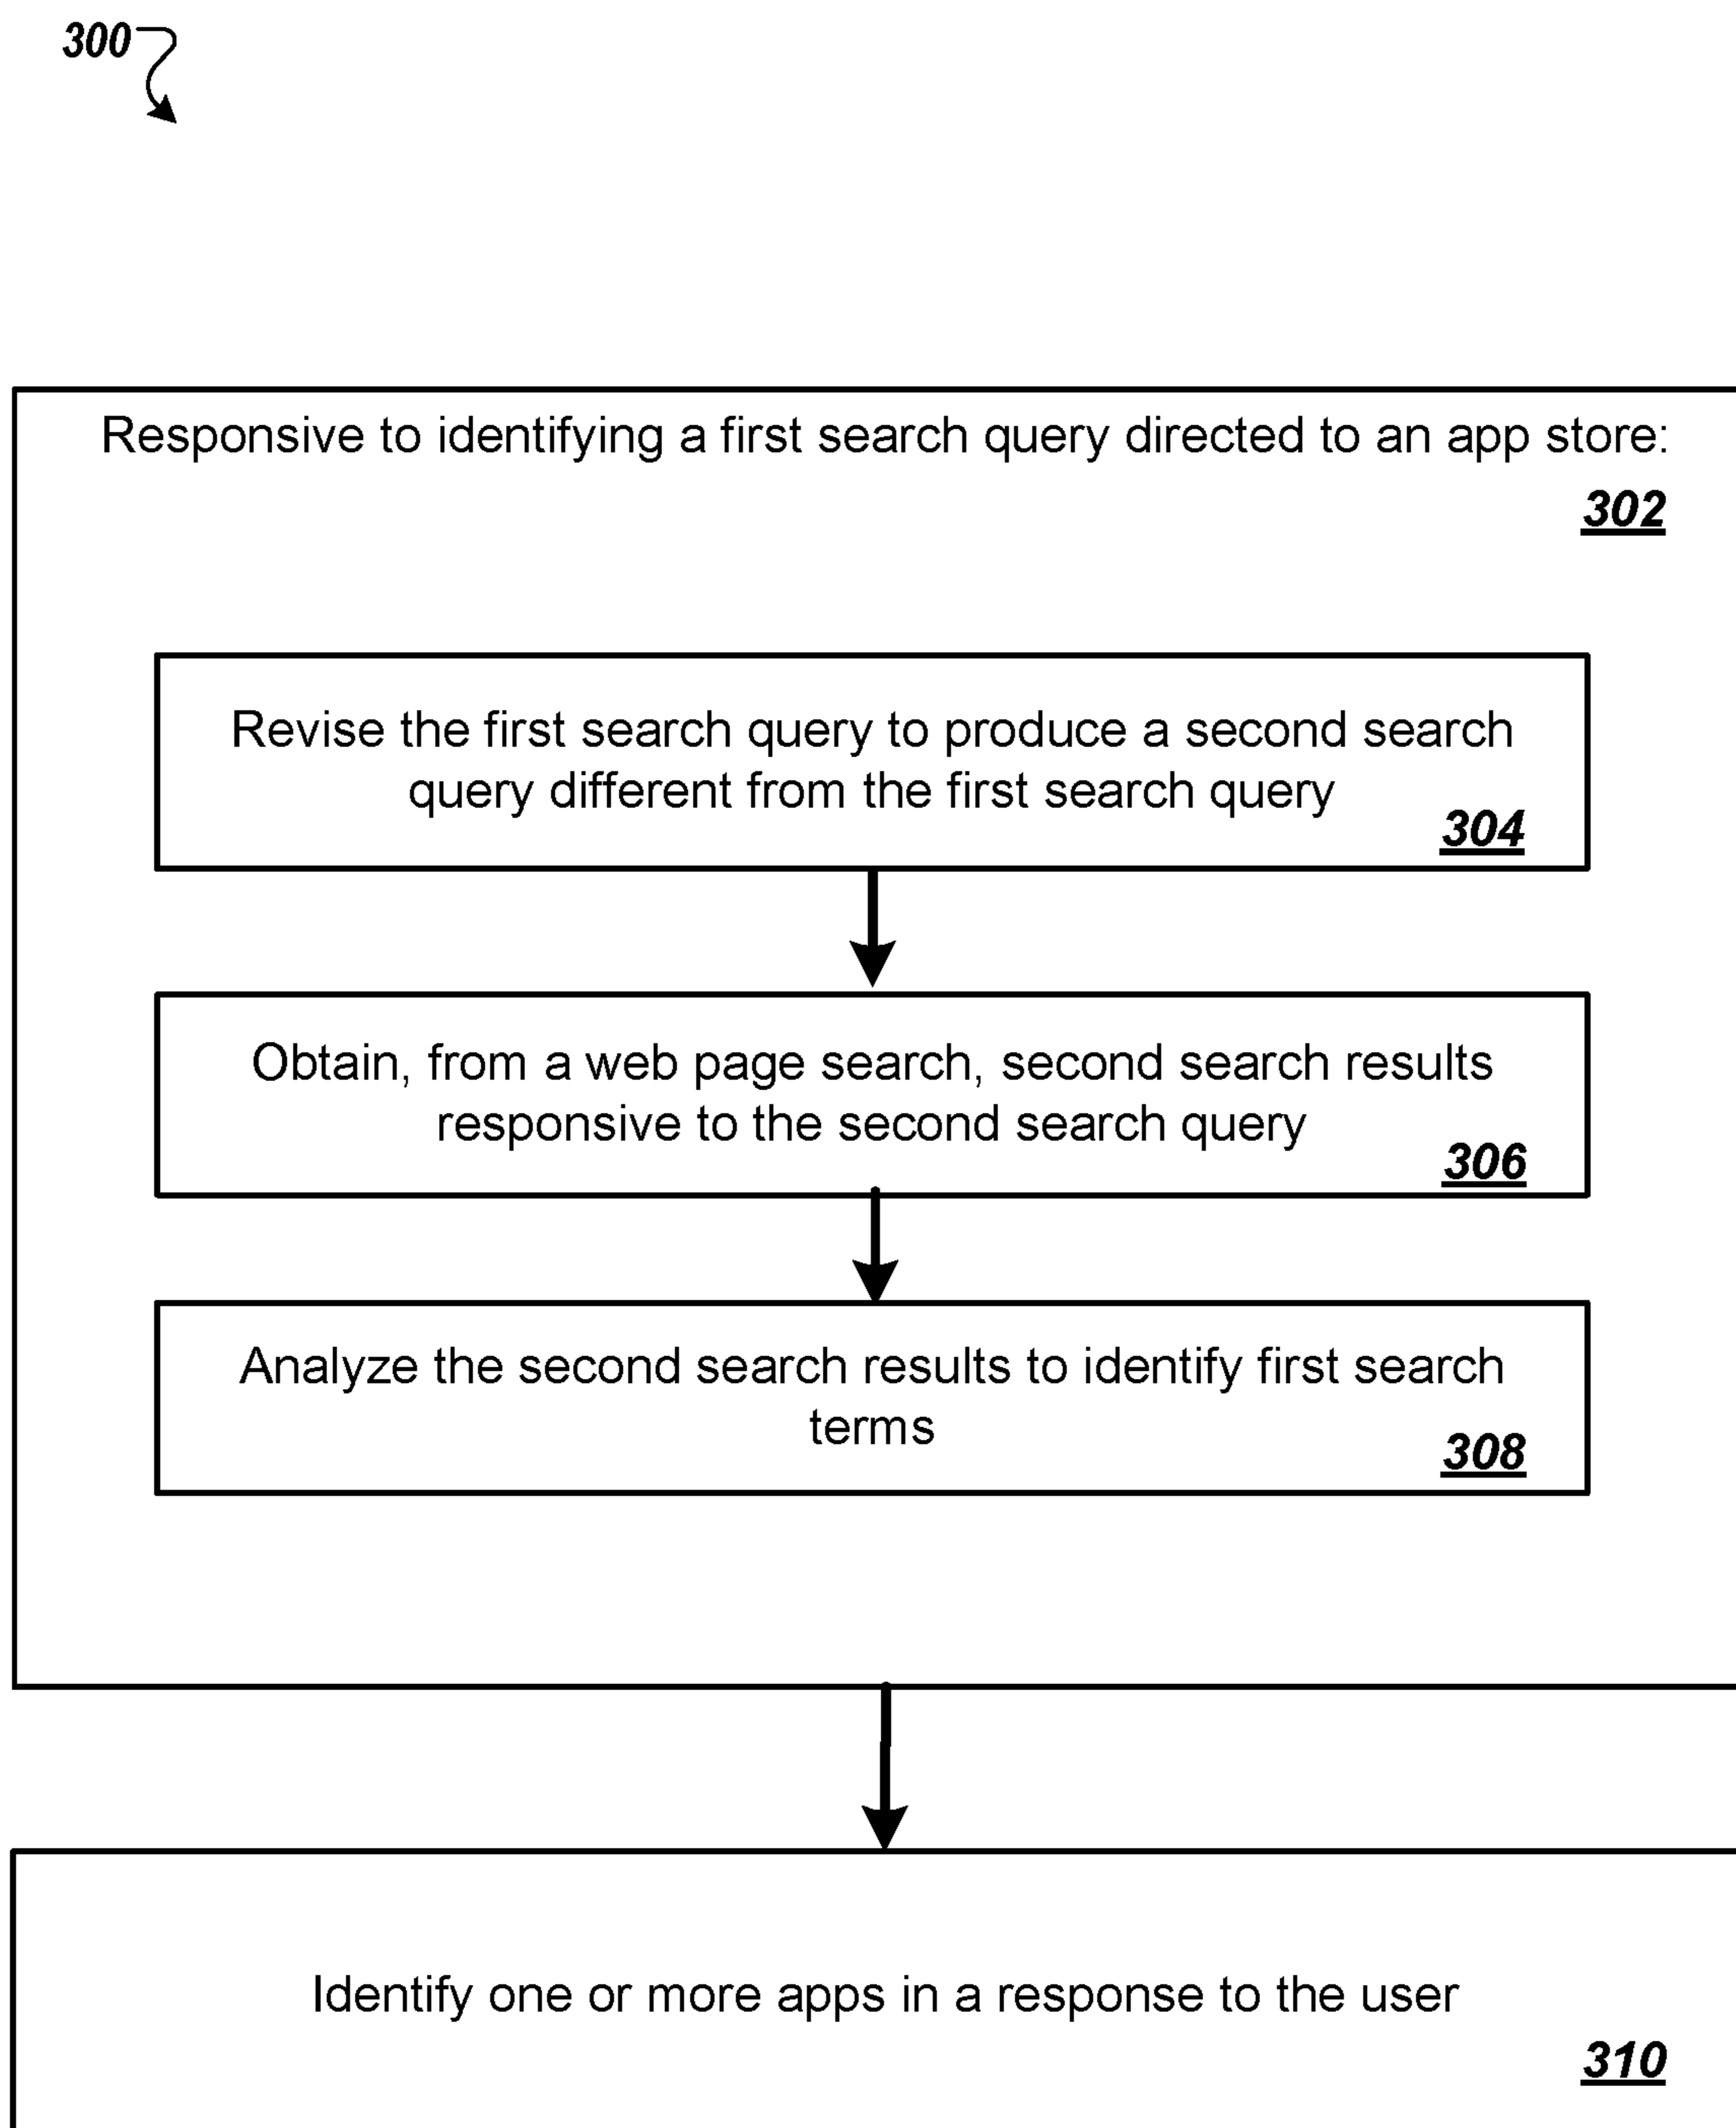 300
Responsive to identifying a first search query directed to an app store:
302
Revise the first search query to produce a second search
query different from the first search query
304
Obtain, from a web page search, second search results
responsive to the second search query
306
Analyze the second search results to identify first search
terms
308
Identify one or more apps in a response to the user
310